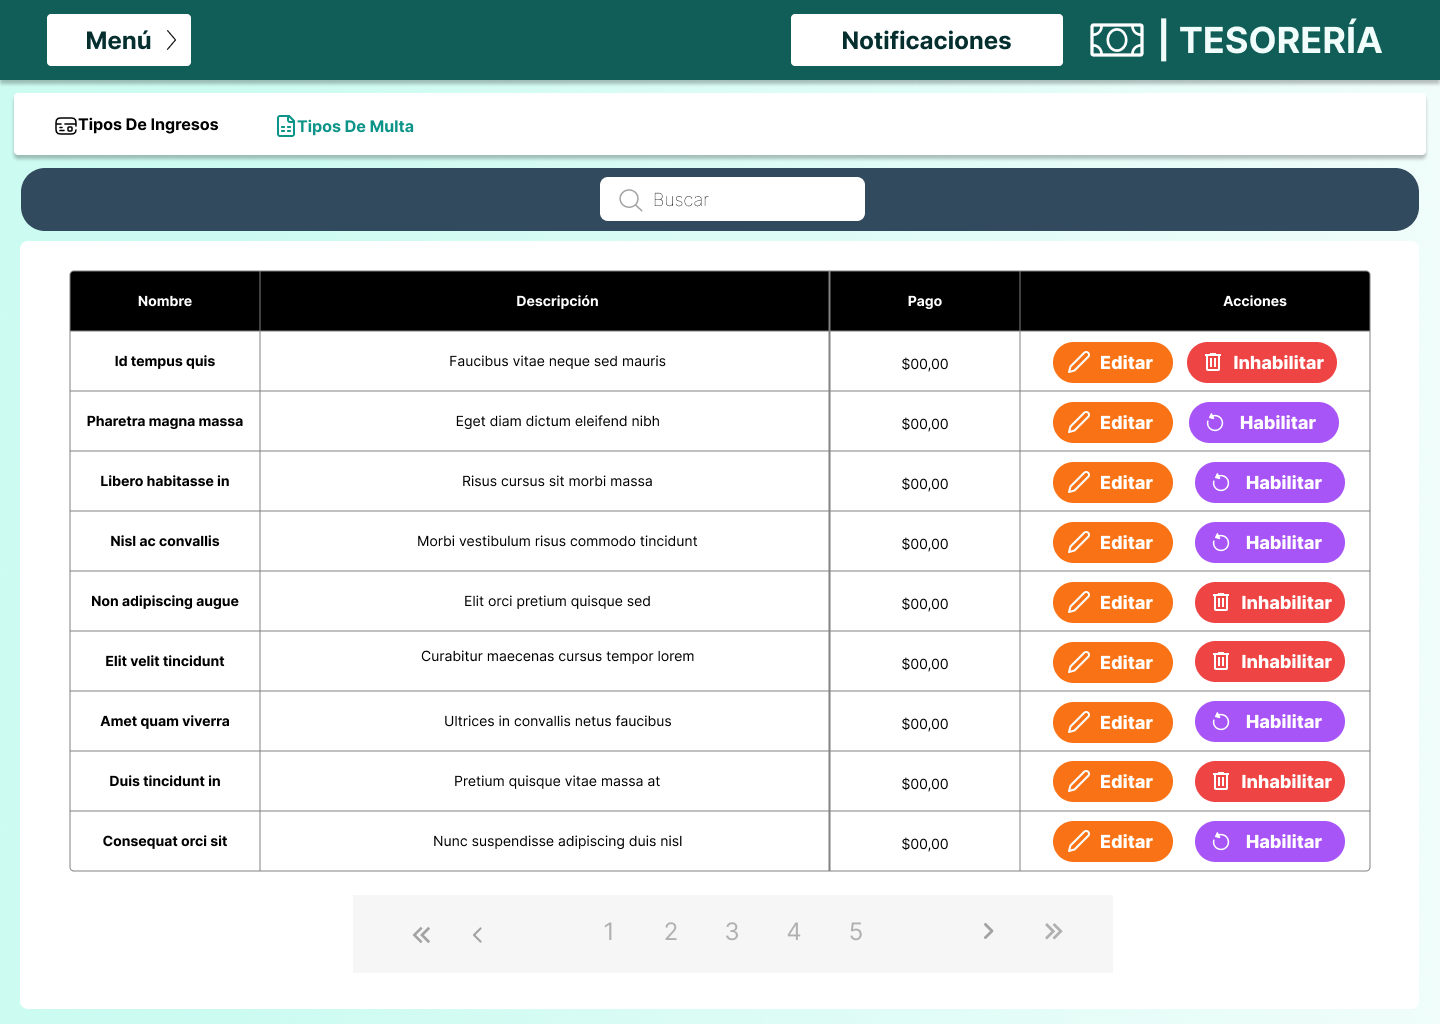 Menú
Notificaciones
| TESORERÍA
Tipos De Ingresos
Tipos De Multa
Buscar
Nombre Descripción Pago Acciones
Id tempus quis Faucibus vitae neque sed mauris $00,00 Editar Inhabilitar
Pharetra magna massa Eget diam dictum eleifend nibh $00,00 Editar Habilitar
Libero habitasse in Risus cursus sit morbi massa $00,00 Editar Habilitar
Nisl ac convallis Morbi vestibulum risus commodo tincidunt $00,00 Editar Habilitar
Non adipiscing augue Elit orci pretium quisque sed $00,00 Editar Inhabilitar
Elit velit tincidunt Curabitur maecenas cursus tempor lorem $00,00 Editar Inhabilitar
Amet quam viverra Ultrices in convallis netus faucibus $00,00 Editar Habilitar
Duis tincidunt in Pretium quisque vitae massa at $00,00 Editar Inhabilitar
Consequat orci sit Nunc suspendisse adipiscing duis nisl $00,00 Editar Habilitar
1 2 3 4 5